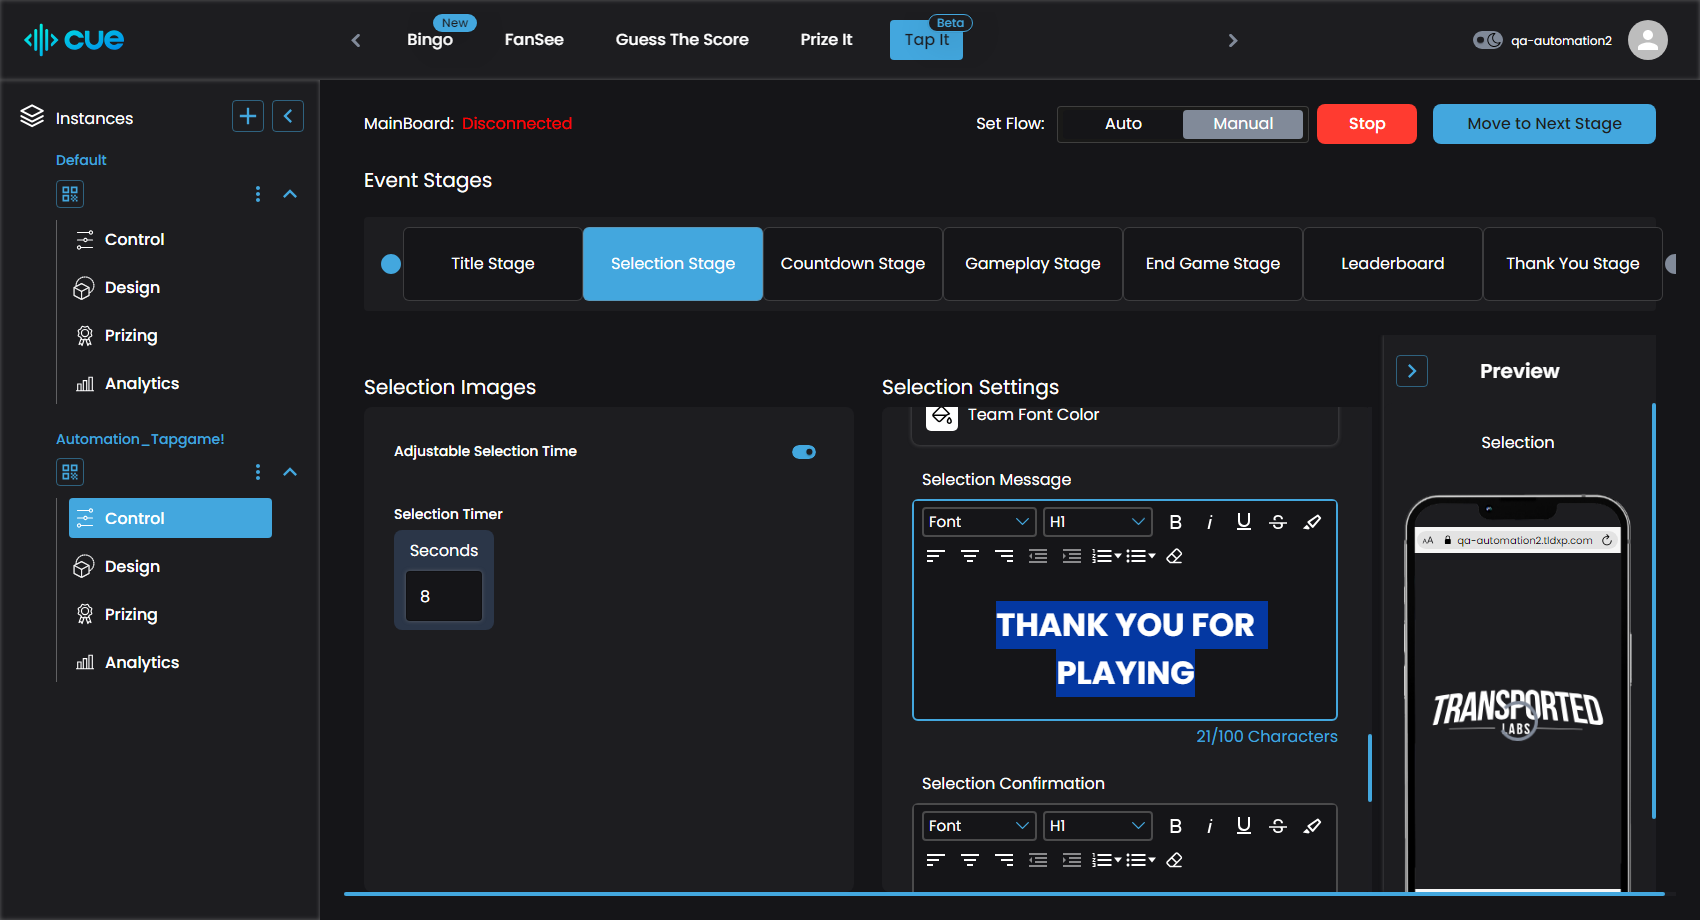 cue
Bingo
New
FanSee
Guess The Score
Prize It
Tap It
Beta
qa-automation2
Instances
Default
Control
Design
Prizing
Analytics
Automation_Tapgame!
Control
Design
Prizing
Analytics
MainBoard: Disconnected
Set Flow:
Auto
Manual
Stop
Move to Next Stage
Event Stages
Title Stage
Selection Stage
Countdown Stage
Gameplay Stage
End Game Stage
Leaderboard
Thank You Stage
Selection Images
Adjustable Selection Time
Selection Timer
Seconds
8
Selection Settings
Team Font Color
Selection Message
Font
H1
B i U S
THANK YOU FOR
PLAYING
21/100 Characters
Selection Confirmation
Font
H1
B i U S
Preview
Selection
AA qa-automation2.tldxp.com
TRANSPORTED
LABS